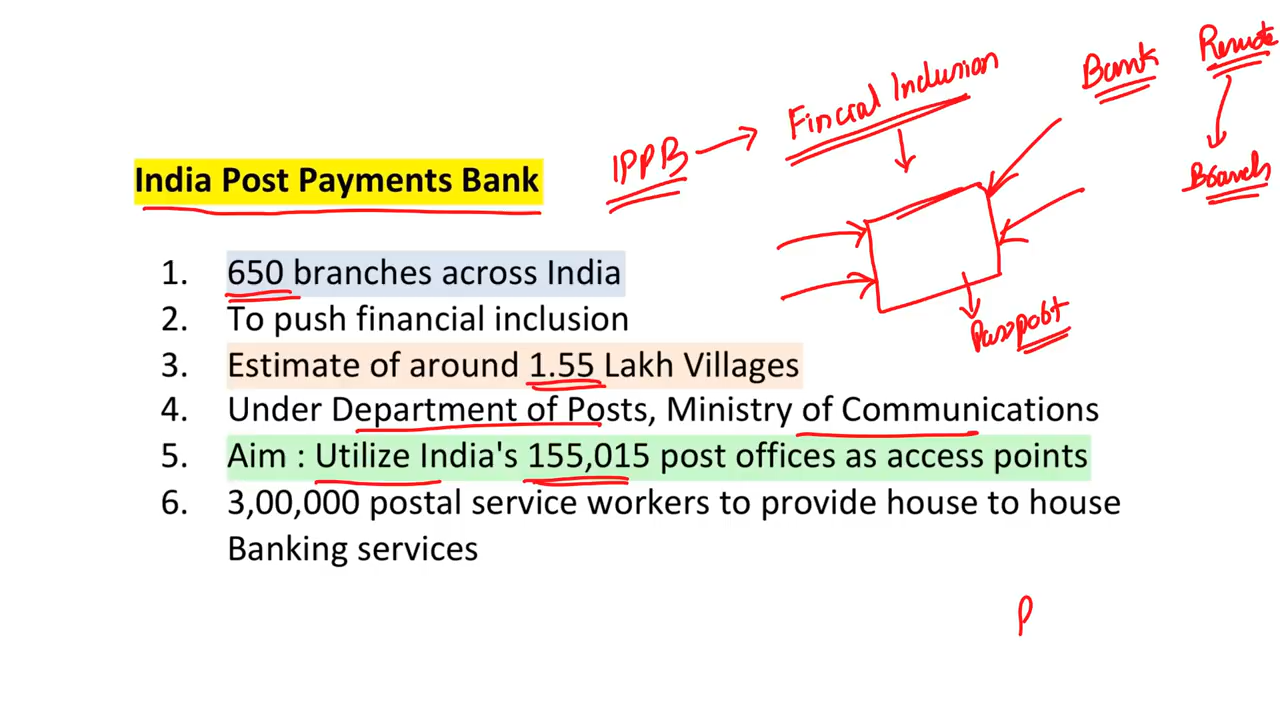 Remote
Bank
Fincial Inclusion
IPPB
Branch
India Post Payments Bank
1. 650 branches across India
2. To push financial inclusion
Passport
3. Estimate of around 1.55 Lakh Villages
4. Under Department of Posts, Ministry of Communications
5. Aim : Utilize India's 155,015 post offices as access points
6. 3,00,000 postal service workers to provide house to house
Banking services
P